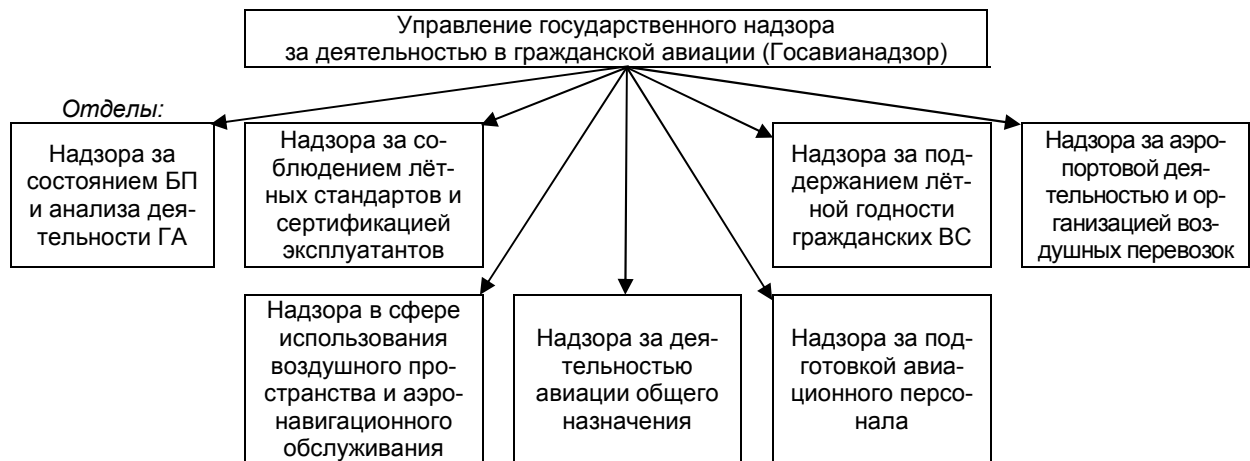 Управление государственного надзора
за деятельностью в гражданской авиации (Госавианадзор)
Отделы:
Надзора за
состоянием БП
и анализа дея-
тельности ГА
Надзора за со-
блюдением лёт-
ных стандартов и
сертификацией
эксплуатантов
Надзора за под-
держанием лёт-
ной годности
гражданских ВС
Надзора за аэро-
портовой дея-
тельностью и ор-
ганизацией воз-
душных перевозок
Надзора в сфере
использования
воздушного про-
странства и аэро-
навигационного
обслуживания
Надзора за дея-
тельностью
авиации общего
назначения
Надзора за под-
готовкой авиа-
ционного персо-
нала